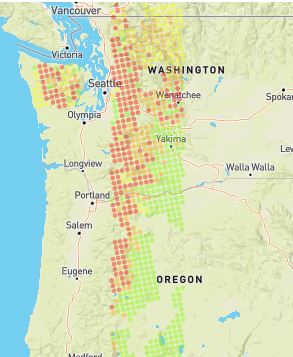 Vancouver
Victoria
Seattle
WASHINGTON
Wenatchee
Spokan
Olympia
Yakima
Lew
Longview
Walla Walla
Portland
Salem
OREGON
Eugene
Medford